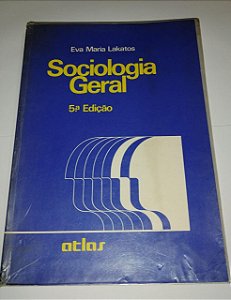 Eva Maria Lakatos
Sociologia
Geral
5ª Edição
atlas